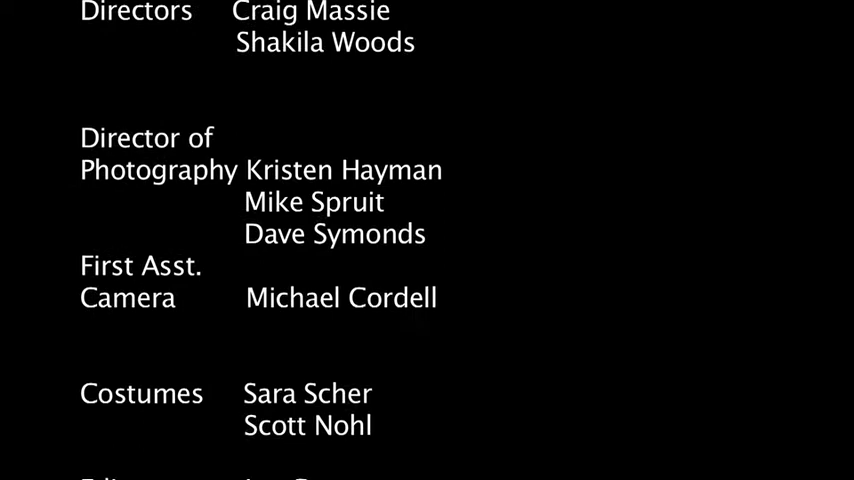 Directors Craig Massie
Shakila Woods
Director of
Photography Kristen Hayman
Mike Spruit
Dave Symonds
First Asst.
Camera Michael Cordell
Costumes Sara Scher
Scott Nohl